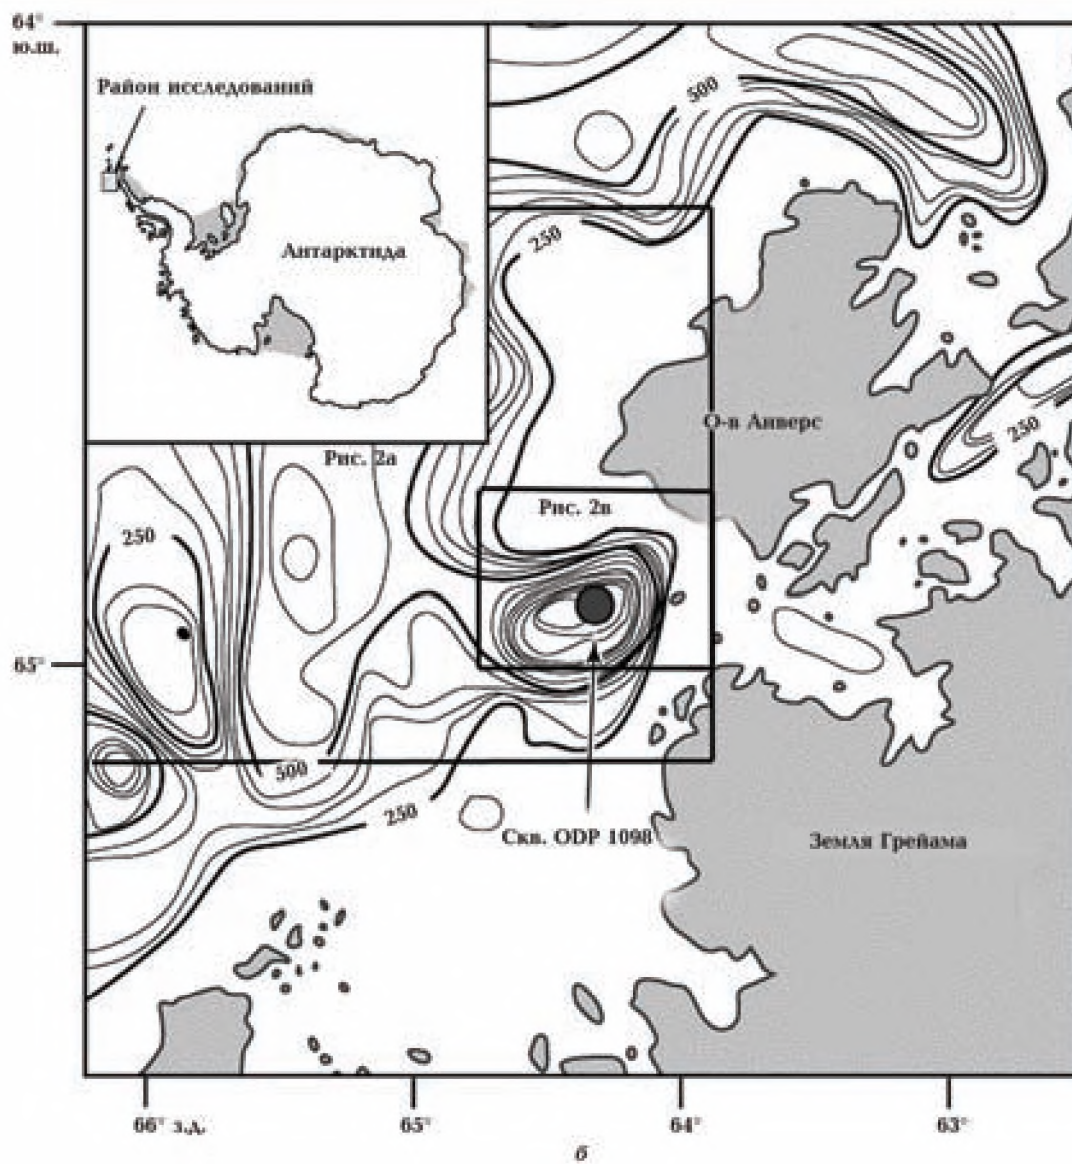 64°
ю.ш.
Район исследований
500
Антарктида
250
О-в Анверс
250
Рис. 2а
Рис. 2в
250
65°
500
250
Скв. ODP 1098
Земля Грейама
66° з.д.
65°
64°
63°
б